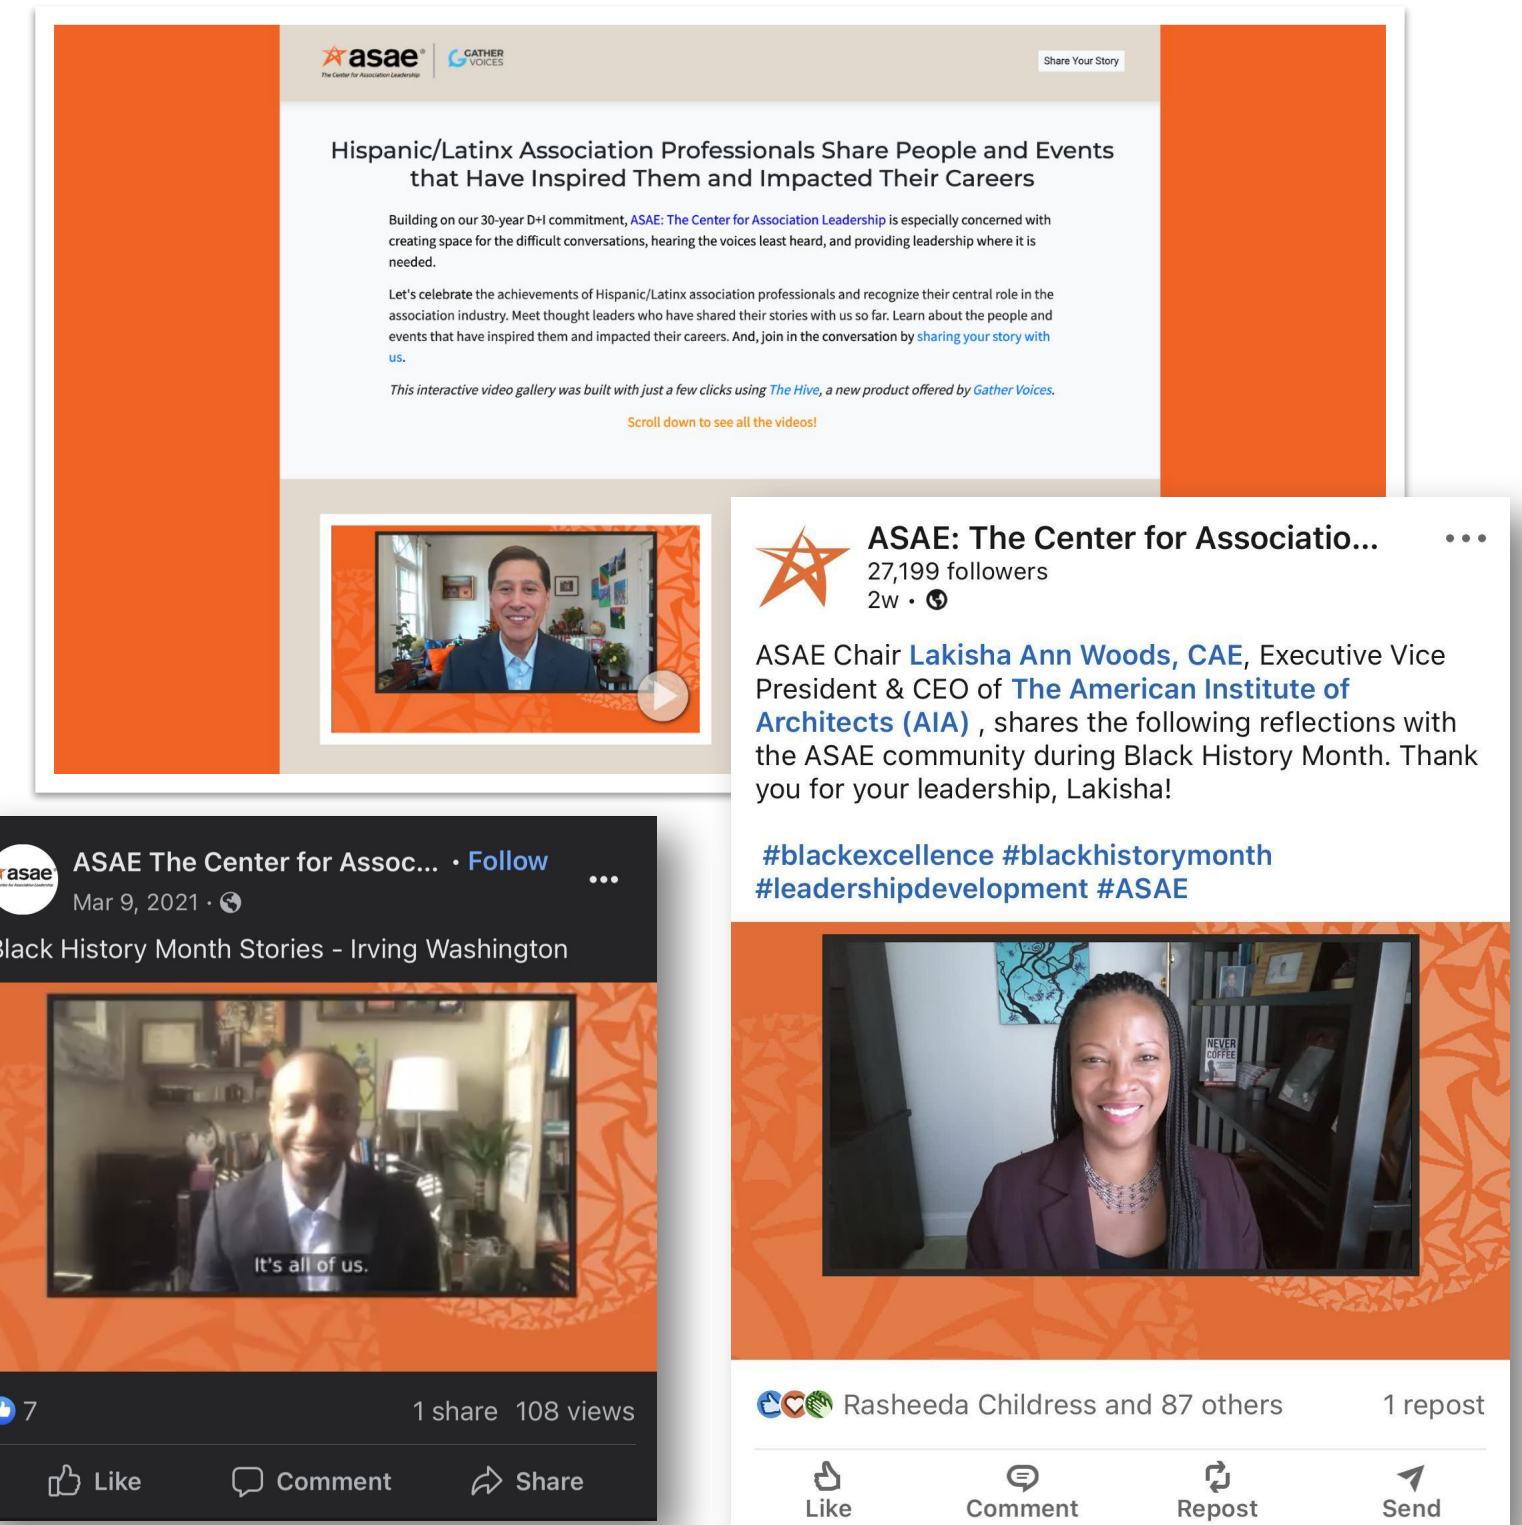 asae®
The Center for Association Leadership
GATHER
VOICES
Share Your Story
Hispanic/Latinx Association Professionals Share People and Events
that Have Inspired Them and Impacted Their Careers
Building on our 30-year D+I commitment, ASAE: The Center for Association Leadership is especially concerned with
creating space for the difficult conversations, hearing the voices least heard, and providing leadership where it is
needed.
Let's celebrate the achievements of Hispanic/Latinx association professionals and recognize their central role in the
association industry. Meet thought leaders who have shared their stories with us so far. Learn about the people and
events that have inspired them and impacted their careers. And, join in the conversation by sharing your story with
us.
This interactive video gallery was built with just a few clicks using The Hive, a new product offered by Gather Voices.
Scroll down to see all the videos!
ASAE: The Center for Associatio...
27,199 followers
2w •
ASAE Chair Lakisha Ann Woods, CAE, Executive Vice
President & CEO of The American Institute of
Architects (AIA) , shares the following reflections with
the ASAE community during Black History Month. Thank
you for your leadership, Lakisha!
#blackexcellence #blackhistorymonth
#leadershipdevelopment #ASAE
NEVER
COFFEE
Rasheeda Childress and 87 others
1 repost
Like
Comment
Repost
Send
asae
ASAE The Center for Assoc... • Follow
Mar 9, 2021 •
Black History Month Stories - Irving Washington
It's all of us.
7
1 share 108 views
Like
Comment
Share